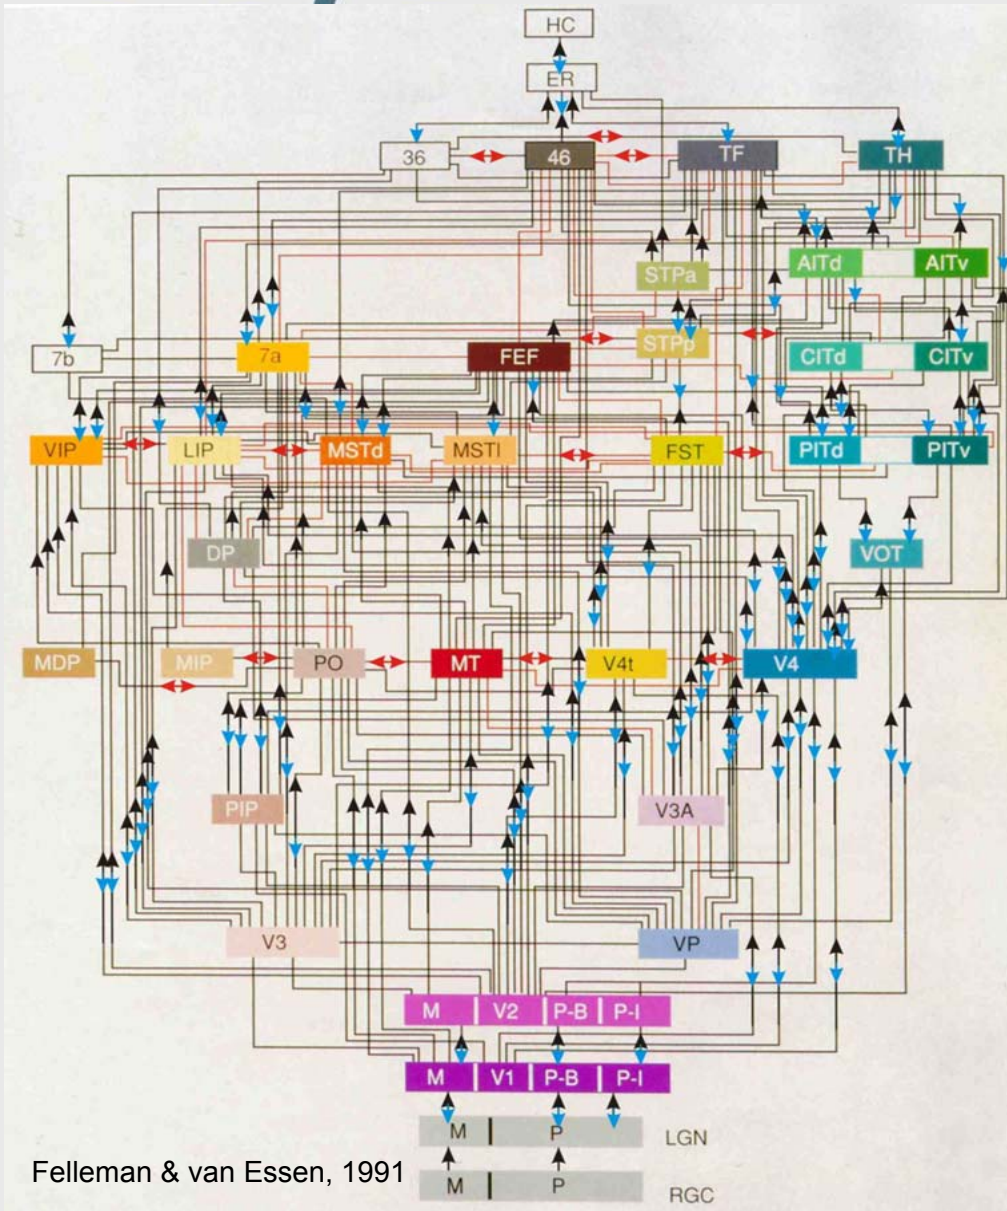 HC
ER
36 46 TF TH
STPa AITd AITv
7b 7a FEF STPp CITd CITv
VIP LIP MSTd MSTl FST PITd PITv
DP VOT
MDP MIP PO MT V4t V4
PIP V3A
V3 VP
M V2 P-B P-I
M V1 P-B P-I
M P LGN
M P RGC
Felleman & van Essen, 1991